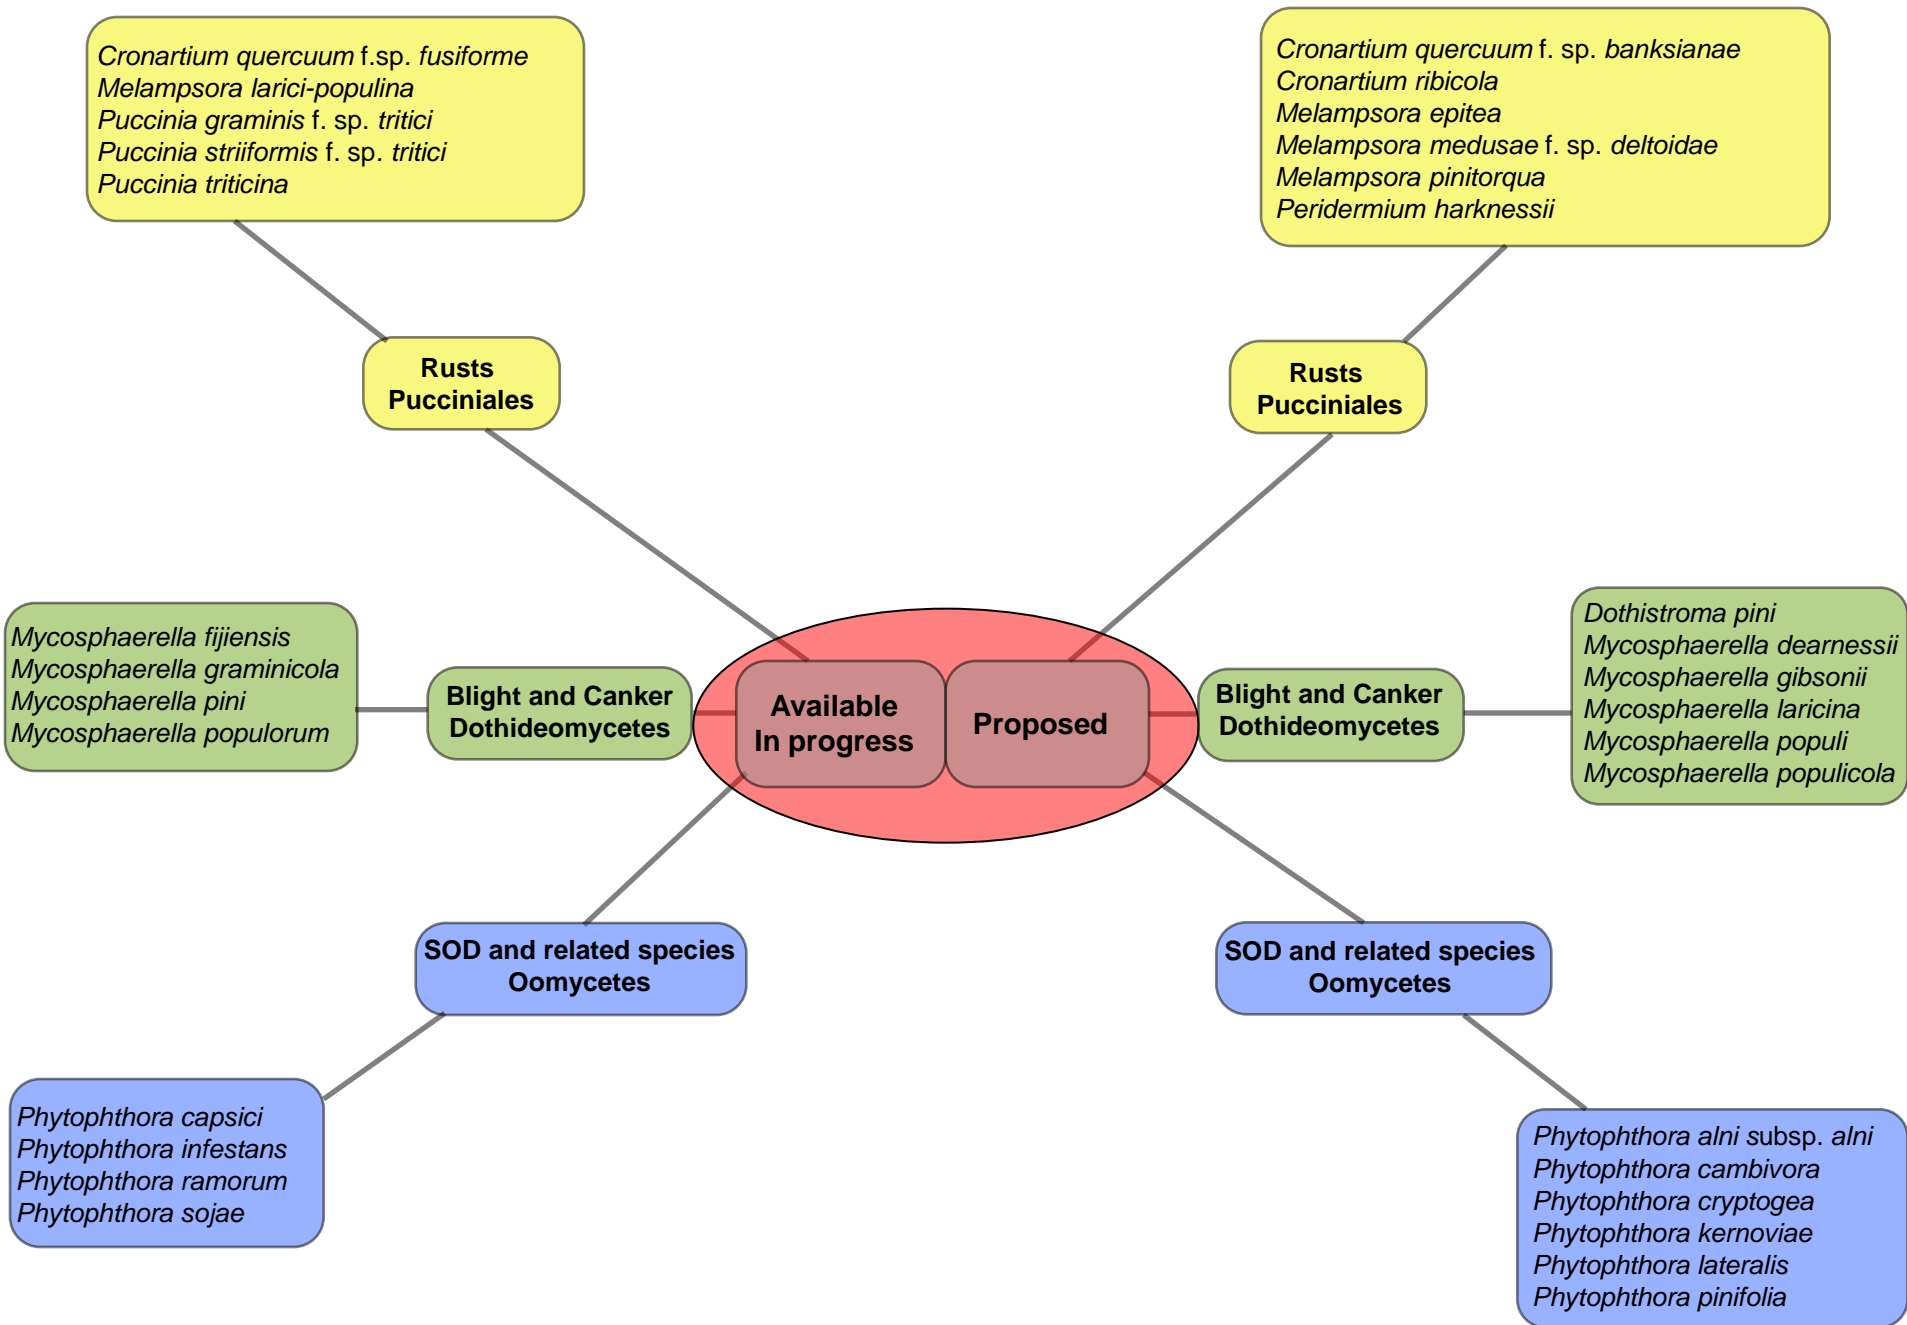 Cronartium quercuum f.sp. fusiforme
Melampsora larici-populina
Puccinia graminis f. sp. tritici
Puccinia striiformis f. sp. tritici
Puccinia triticina
Cronartium quercuum f. sp. banksianae
Cronartium ribicola
Melampsora epitea
Melampsora medusae f. sp. deltoidae
Melampsora pinitorqua
Peridermium harknessii
Rusts
Pucciniales
Rusts
Pucciniales
Mycosphaerella fijiensis
Mycosphaerella graminicola
Mycosphaerella pini
Mycosphaerella populorum
Blight and Canker
Dothideomycetes
Available
In progress
Proposed
Blight and Canker
Dothideomycetes
Dothistroma pini
Mycosphaerella dearnessii
Mycosphaerella gibsonii
Mycosphaerella laricina
Mycosphaerella populi
Mycosphaerella populicola
SOD and related species
Oomycetes
SOD and related species
Oomycetes
Phytophthora capsici
Phytophthora infestans
Phytophthora ramorum
Phytophthora sojae
Phytophthora alni subsp. alni
Phytophthora cambivora
Phytophthora cryptogea
Phytophthora kernoviae
Phytophthora lateralis
Phytophthora pinifolia